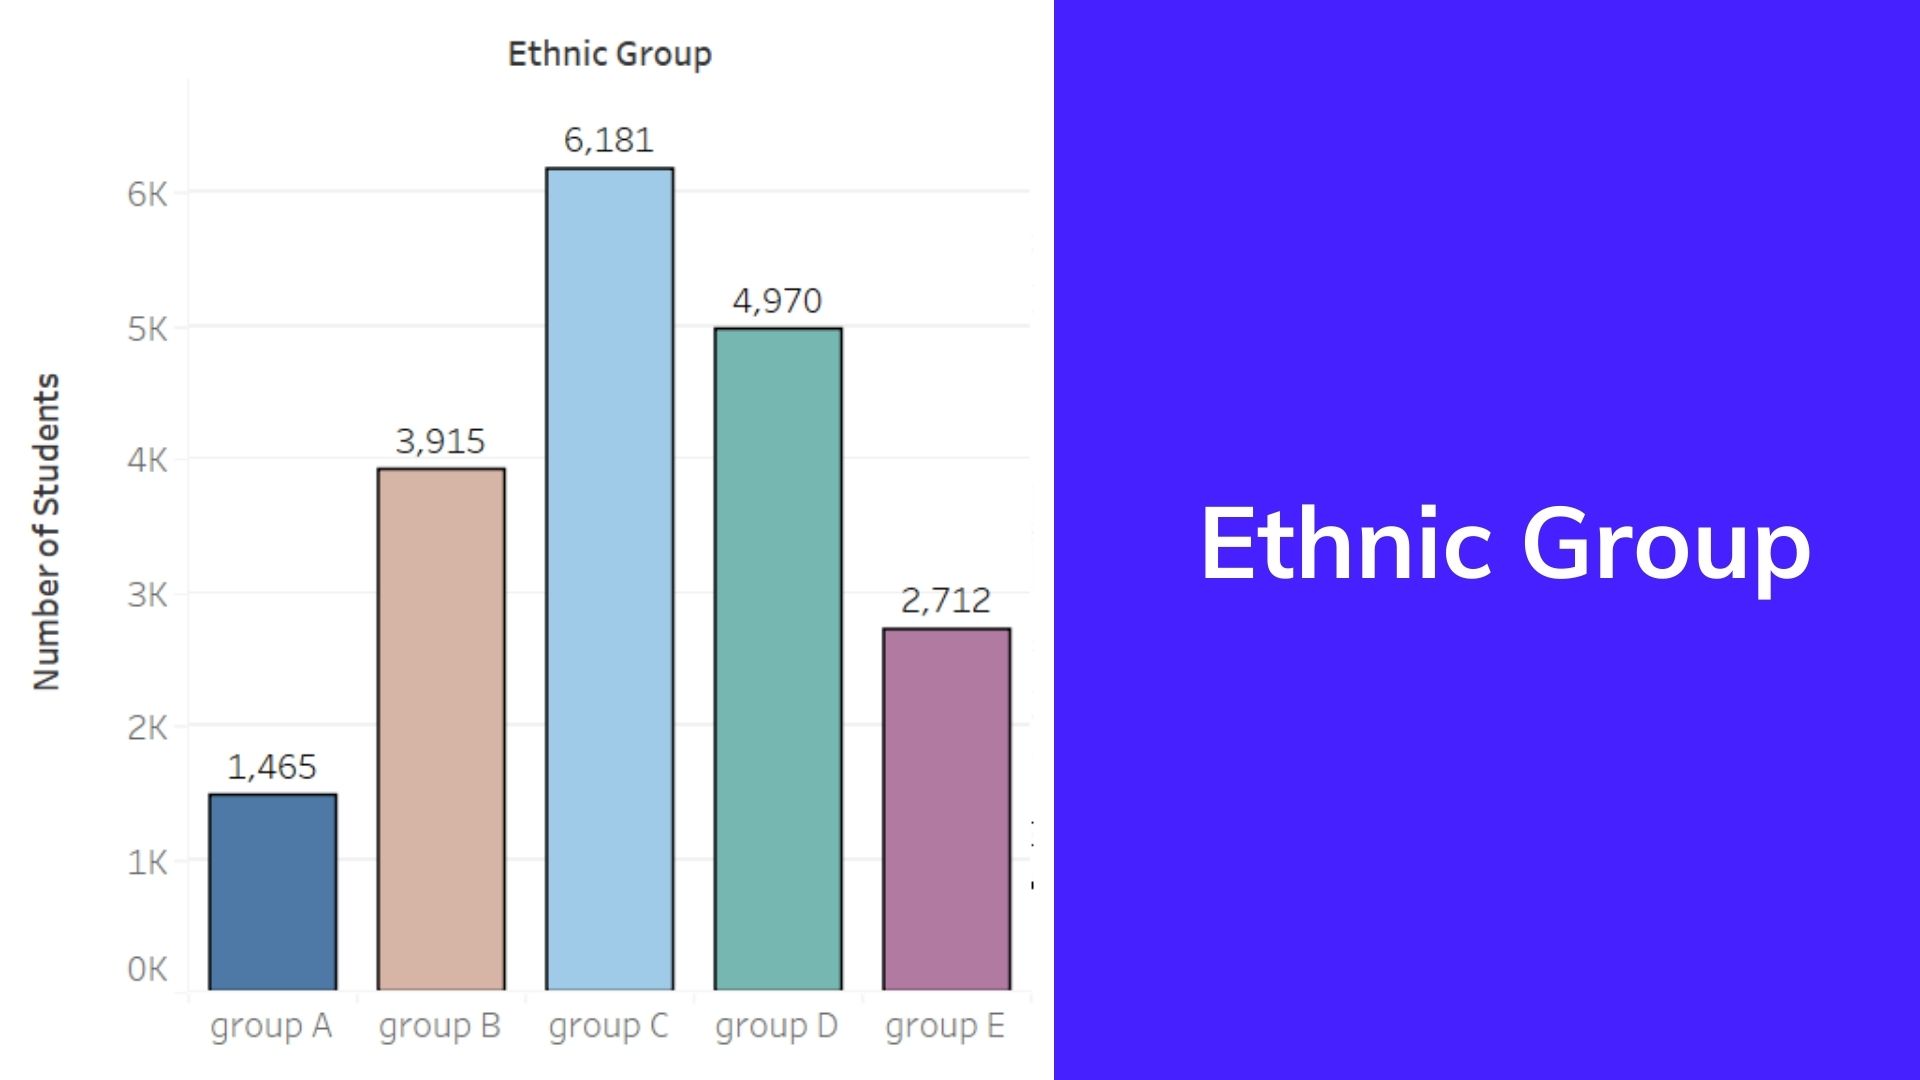 Ethnic Group
Number of Students
6K
5K
4K
3K
2K
1K
0K
1,465
3,915
6,181
4,970
2,712
group A
group B
group C
group D
group E
Ethnic Group